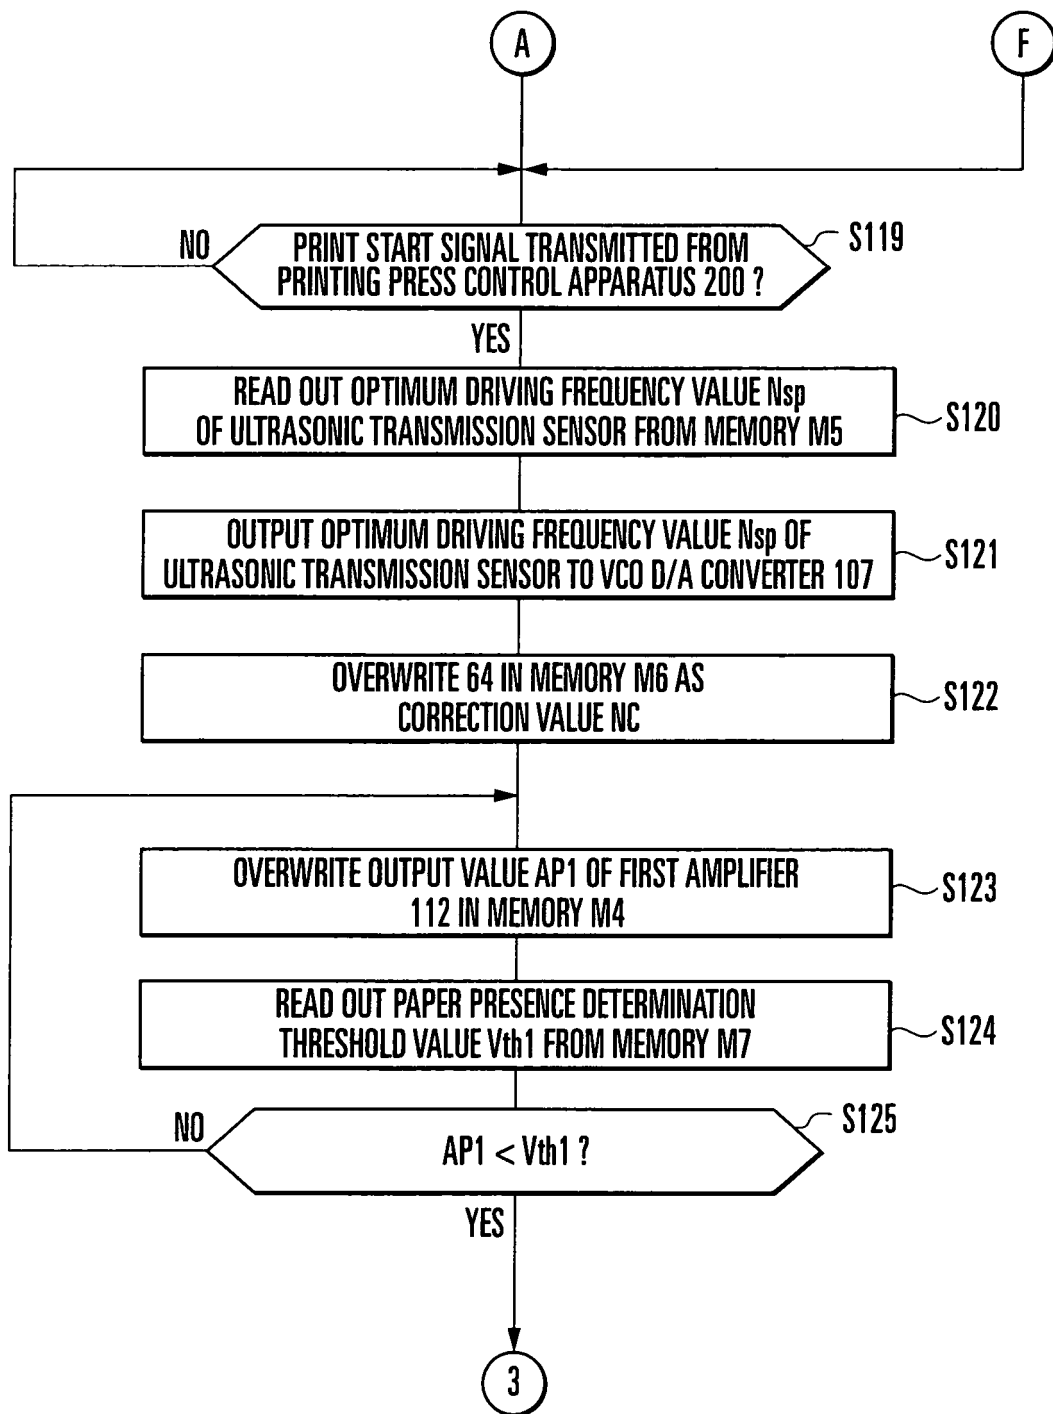 A
F
NO
PRINT START SIGNAL TRANSMITTED FROM
PRINTING PRESS CONTROL APPARATUS 200 ?
S119
YES
READ OUT OPTIMUM DRIVING FREQUENCY VALUE Nsp
OF ULTRASONIC TRANSMISSION SENSOR FROM MEMORY M5
S120
OUTPUT OPTIMUM DRIVING FREQUENCY VALUE Nsp OF
ULTRASONIC TRANSMISSION SENSOR TO VCO D/A CONVERTER 107
S121
OVERWRITE 64 IN MEMORY M6 AS
CORRECTION VALUE NC
S122
OVERWRITE OUTPUT VALUE AP1 OF FIRST AMPLIFIER
112 IN MEMORY M4
S123
READ OUT PAPER PRESENCE DETERMINATION
THRESHOLD VALUE Vth1 FROM MEMORY M7
S124
NO
AP1 < Vth1 ?
S125
YES
3